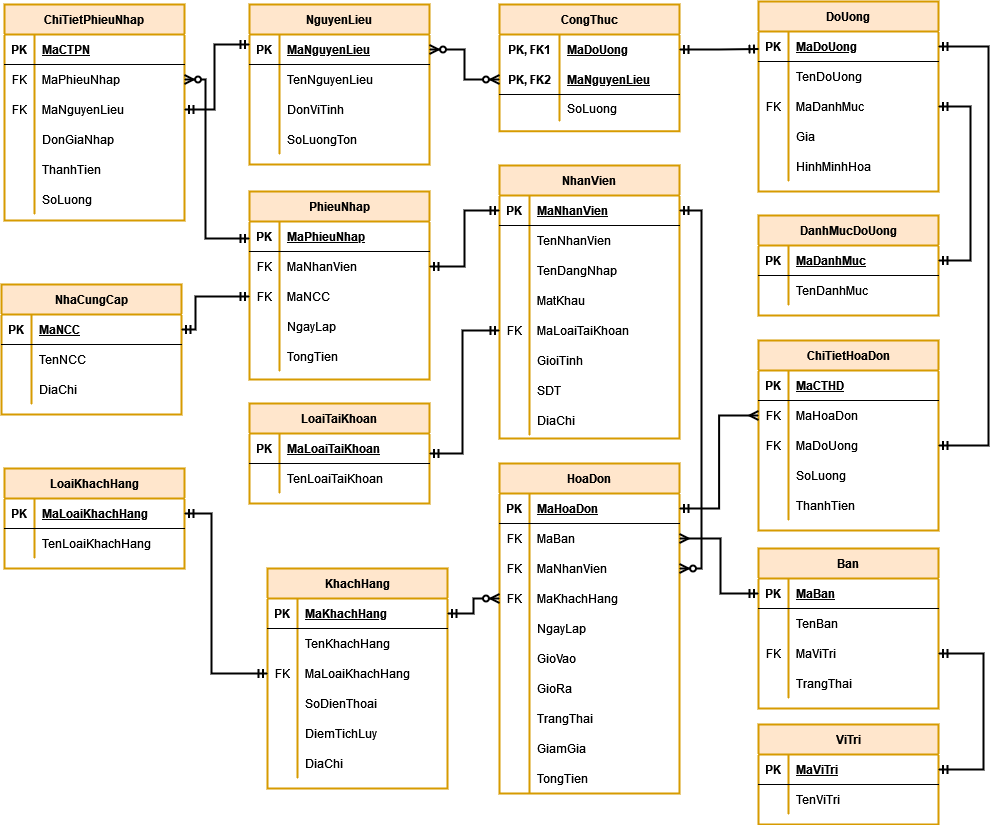 ChiTietPhieuNhap
PK MaCTPN
FK MaPhieuNhap
FK MaNguyenLieu
DonGiaNhap
ThanhTien
SoLuong
NguyenLieu
PK MaNguyenLieu
TenNguyenLieu
DonViTinh
SoLuongTon
CongThuc
PK, FK1 MaDoUong
PK, FK2 MaNguyenLieu
SoLuong
DoUong
PK MaDoUong
TenDoUong
FK MaDanhMuc
Gia
HinhMinhHoa
PhieuNhap
PK MaPhieuNhap
FK MaNhanVien
FK MaNCC
NgayLap
TongTien
NhanVien
PK MaNhanVien
TenNhanVien
TenDangNhap
MatKhau
FK MaLoaiTaiKhoan
GioiTinh
SDT
DiaChi
DanhMucDoUong
PK MaDanhMuc
TenDanhMuc
NhaCungCap
PK MaNCC
TenNCC
DiaChi
LoaiTaiKhoan
PK MaLoaiTaiKhoan
TenLoaiTaiKhoan
ChiTietHoaDon
PK MaCTHD
FK MaHoaDon
FK MaDoUong
SoLuong
ThanhTien
LoaiKhachHang
PK MaLoaiKhachHang
TenLoaiKhachHang
KhachHang
PK MaKhachHang
TenKhachHang
FK MaLoaiKhachHang
SoDienThoai
DiemTichLuy
DiaChi
HoaDon
PK MaHoaDon
FK MaBan
FK MaNhanVien
FK MaKhachHang
NgayLap
GioVao
GioRa
TrangThai
GiamGia
TongTien
Ban
PK MaBan
TenBan
FK MaViTri
TrangThai
ViTri
PK MaViTri
TenViTri